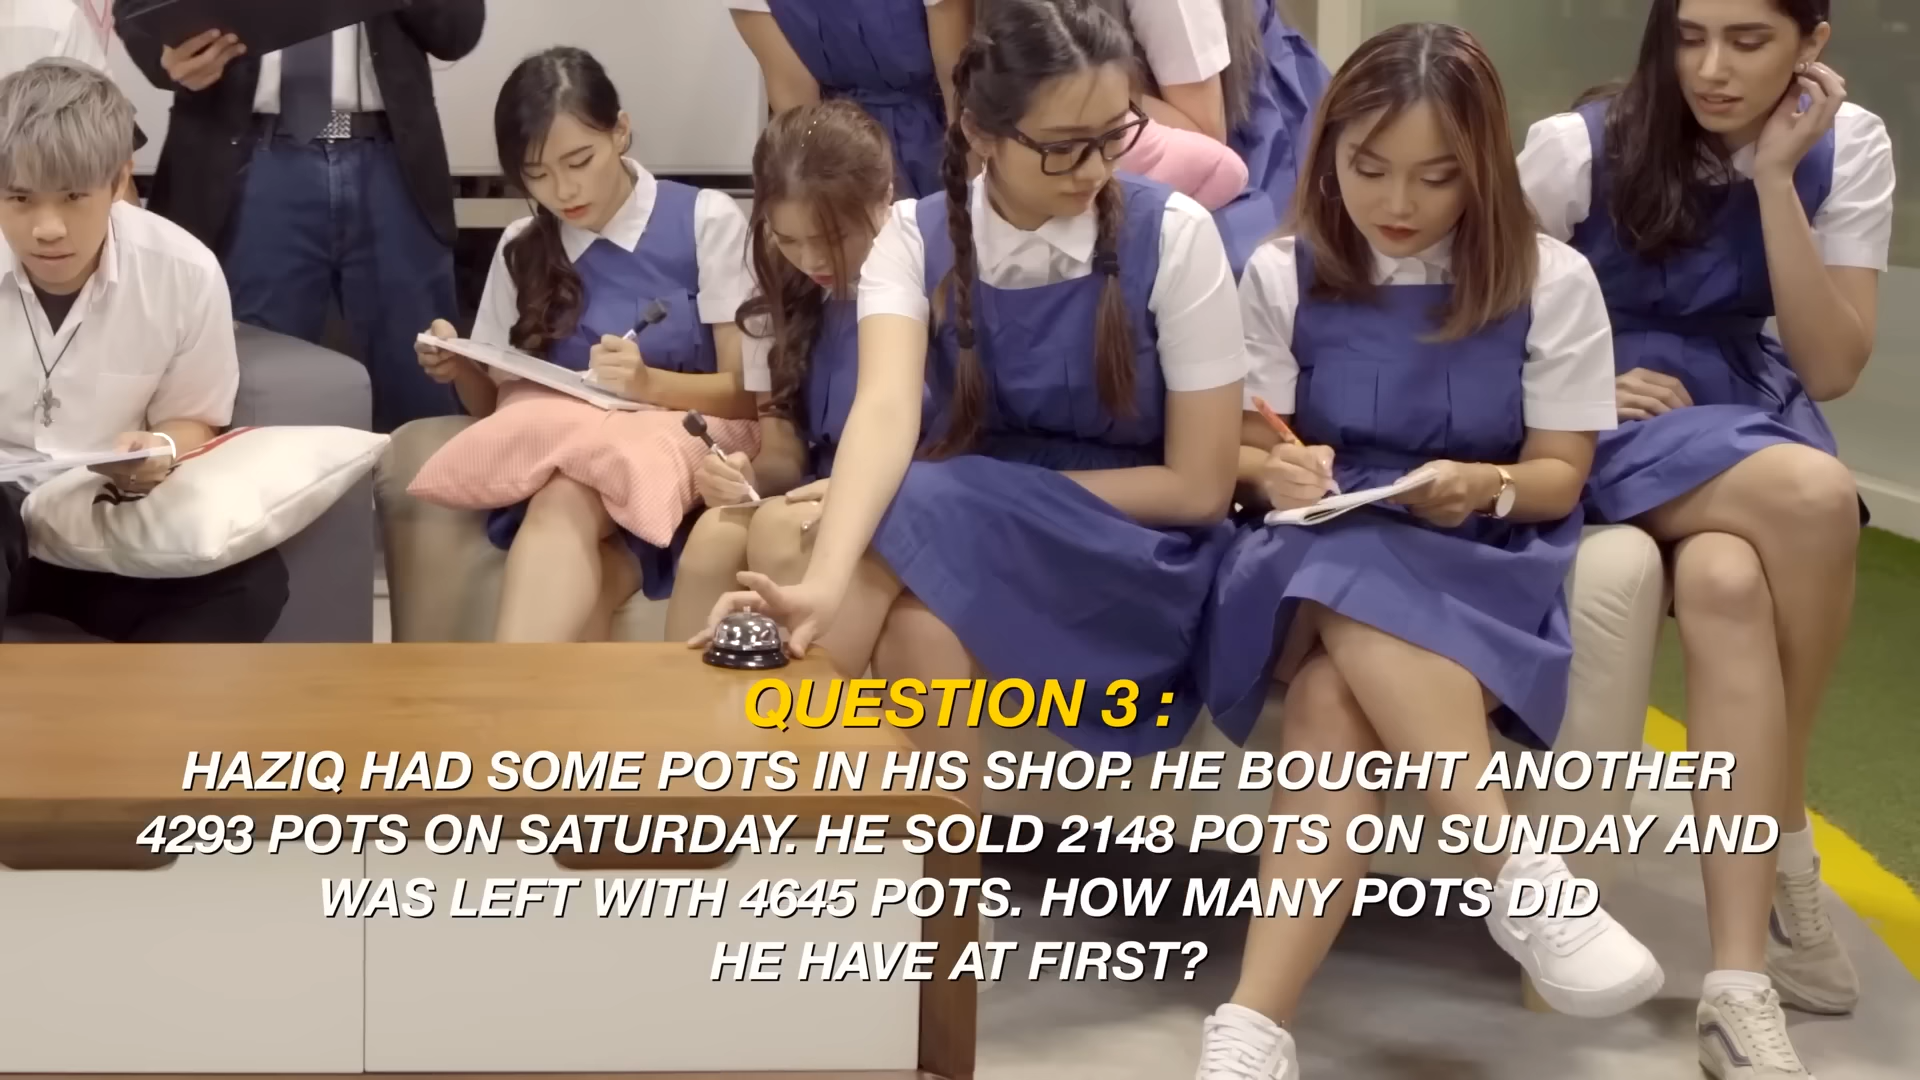 QUESTION 3 :
HAZIQ HAD SOME POTS IN HIS SHOP. HE BOUGHT ANOTHER
4293 POTS ON SATURDAY. HE SOLD 2148 POTS ON SUNDAY AND
WAS LEFT WITH 4645 POTS. HOW MANY POTS DID
HE HAVE AT FIRST?